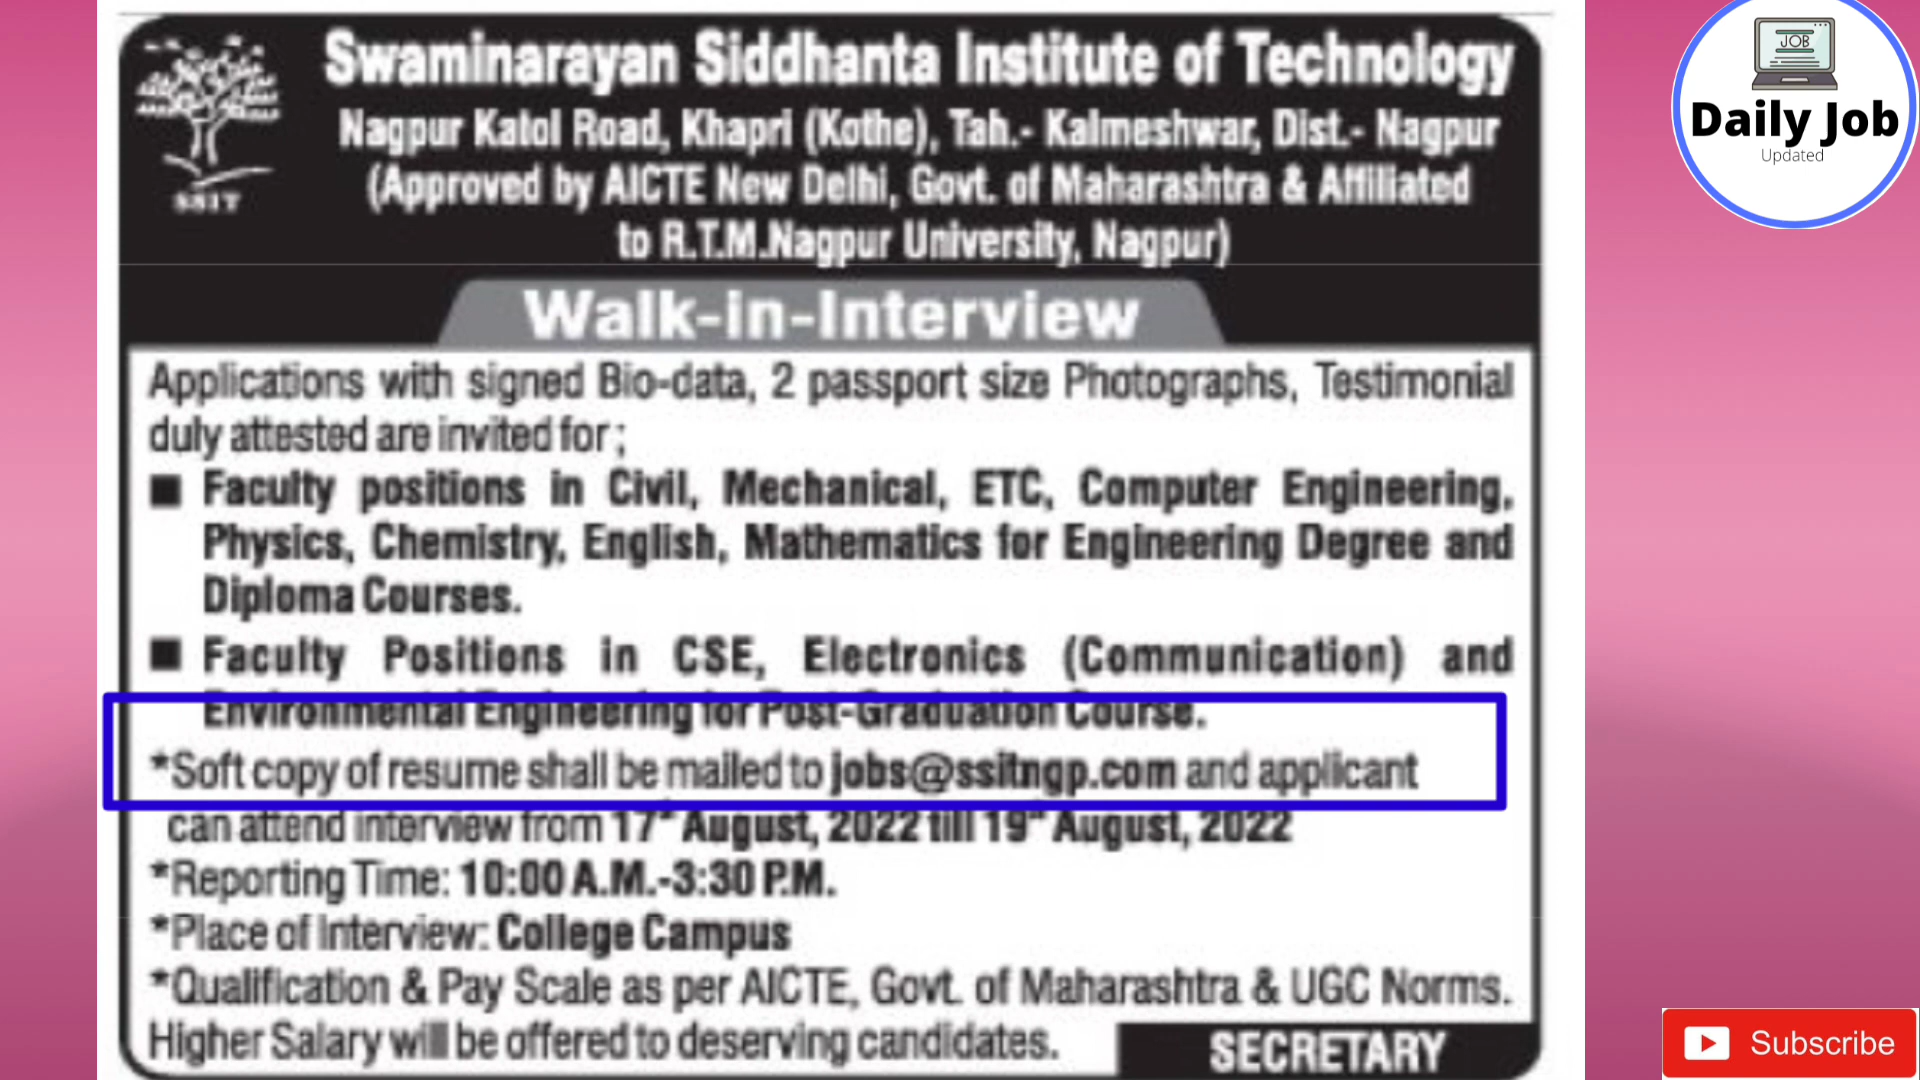 Swaminarayan Siddhanta Institute of Technology
Nagpur Katol Road, Khapri (Kothe), Tah.- Kalmeshwar, Dist.- Nagpur
(Approved by AICTE New Delhi, Govt. of Maharashtra & Affiliated
to R.T.M.Nagpur University, Nagpur)
SSIT
Walk-in-Interview
Applications with signed Bio-data, 2 passport size Photographs, Testimonial
duly attested are invited for ;
■ Faculty positions in Civil, Mechanical, ETC, Computer Engineering,
Physics, Chemistry, English, Mathematics for Engineering Degree and
Diploma Courses.
■ Faculty Positions in CSE, Electronics (Communication) and
Environmental Engineering for Post-Graduation Course.
*Soft copy of resume shall be mailed to jobs@ssitngp.com and applicant
can attend interview from 17th August, 2022 till 19th August, 2022
*Reporting Time: 10:00 A.M.-3:30 P.M.
*Place of Interview: College Campus
*Qualification & Pay Scale as per AICTE, Govt. of Maharashtra & UGC Norms.
Higher Salary will be offered to deserving candidates.
SECRETARY
JOB
Daily Job
Updated
Subscribe